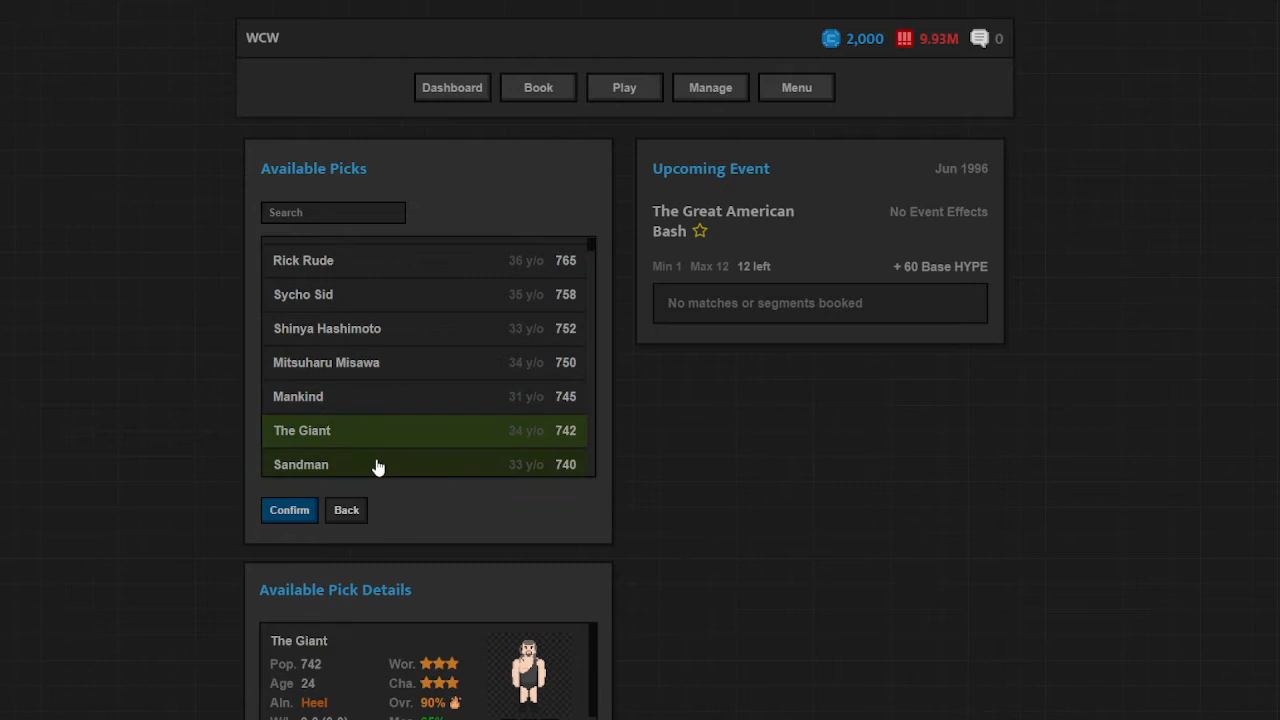 WCW
2,000 9.93M 0
Dashboard Book Play Manage Menu
Available Picks
Search
Rick Rude 36 y/o 765
Sycho Sid 35 y/o 758
Shinya Hashimoto 33 y/o 752
Mitsuharu Misawa 34 y/o 750
Mankind 31 y/o 745
The Giant 34 y/o 742
Sandman 33 y/o 740
Confirm Back
Upcoming Event Jun 1996
The Great American No Event Effects
Bash
Min 1 Max 12 12 left + 60 Base HYPE
No matches or segments booked
Available Pick Details
The Giant
Pop. 742 Wor.
Age 24 Cha.
Aln. Heel Ovr. 90%